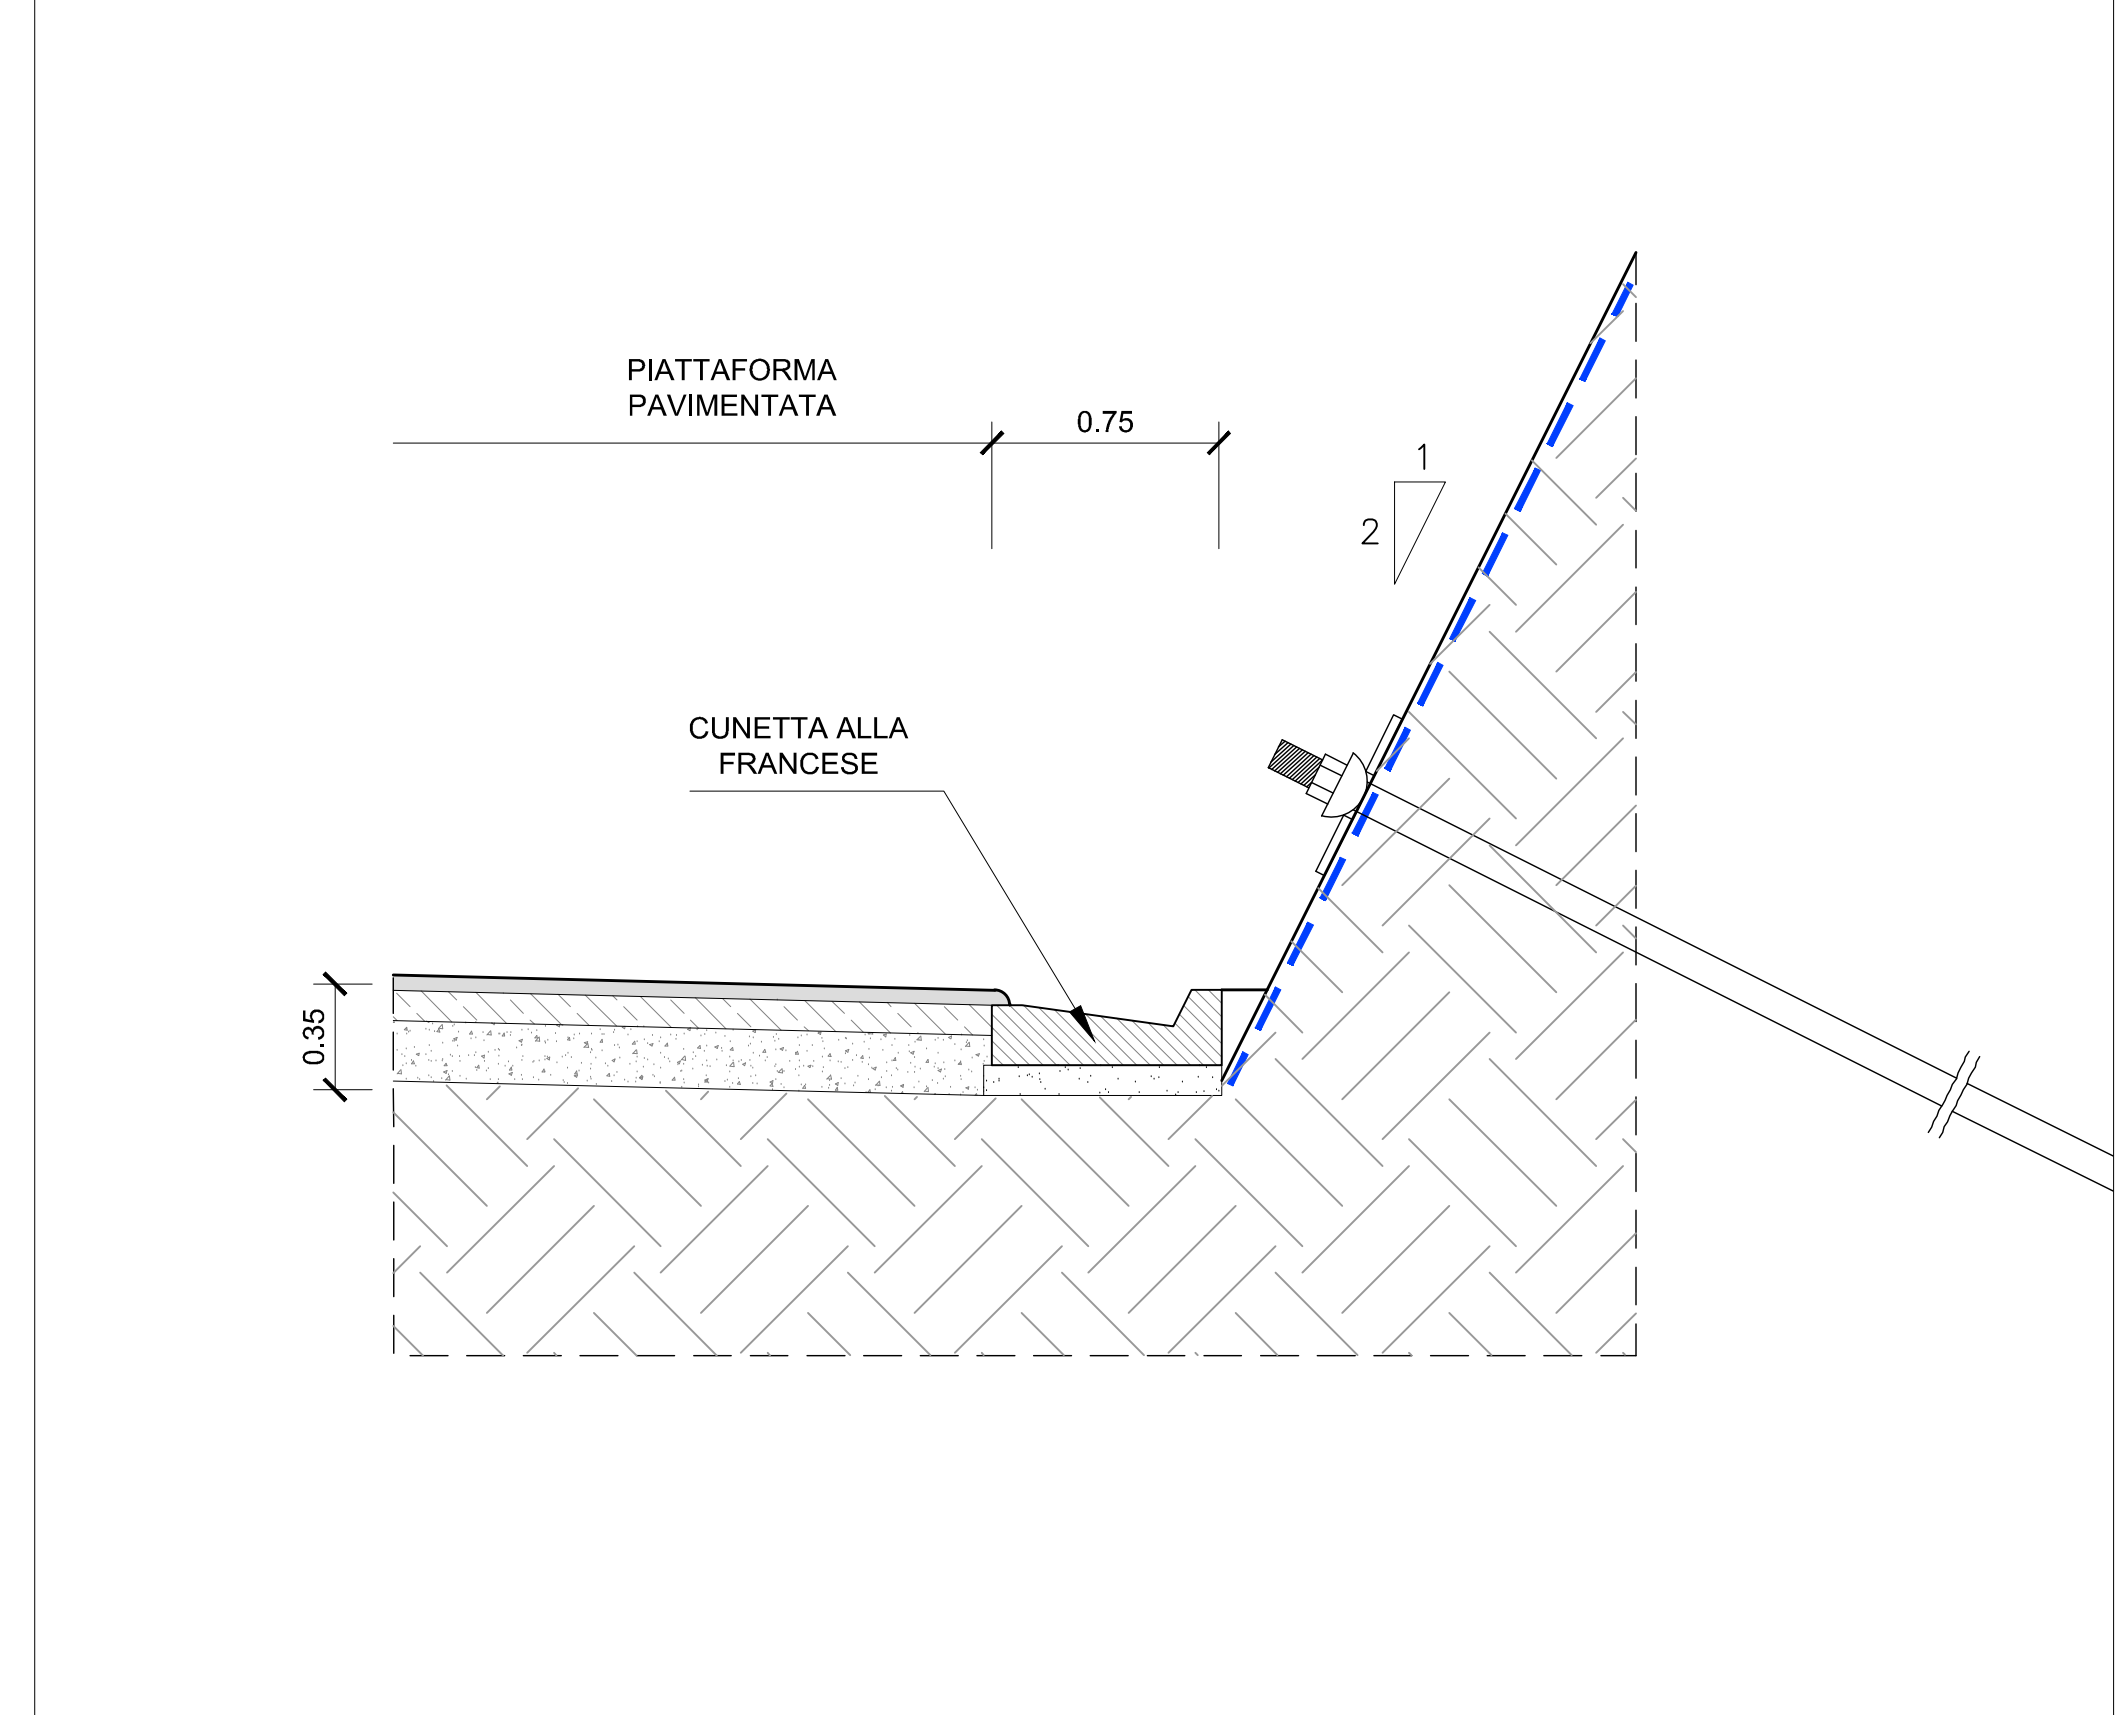 PIATTAFORMA
PAVIMENTATA
0.75
1
2
CUNETTA ALLA
FRANCESE
0.35